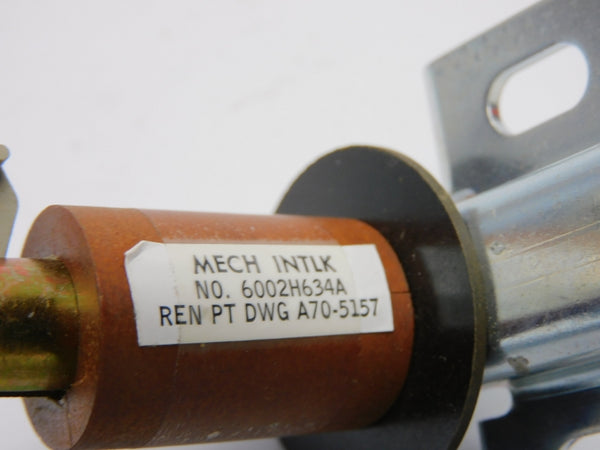 MECH INTLK
NO. 6002H634A
REN PT DWG A70-5157